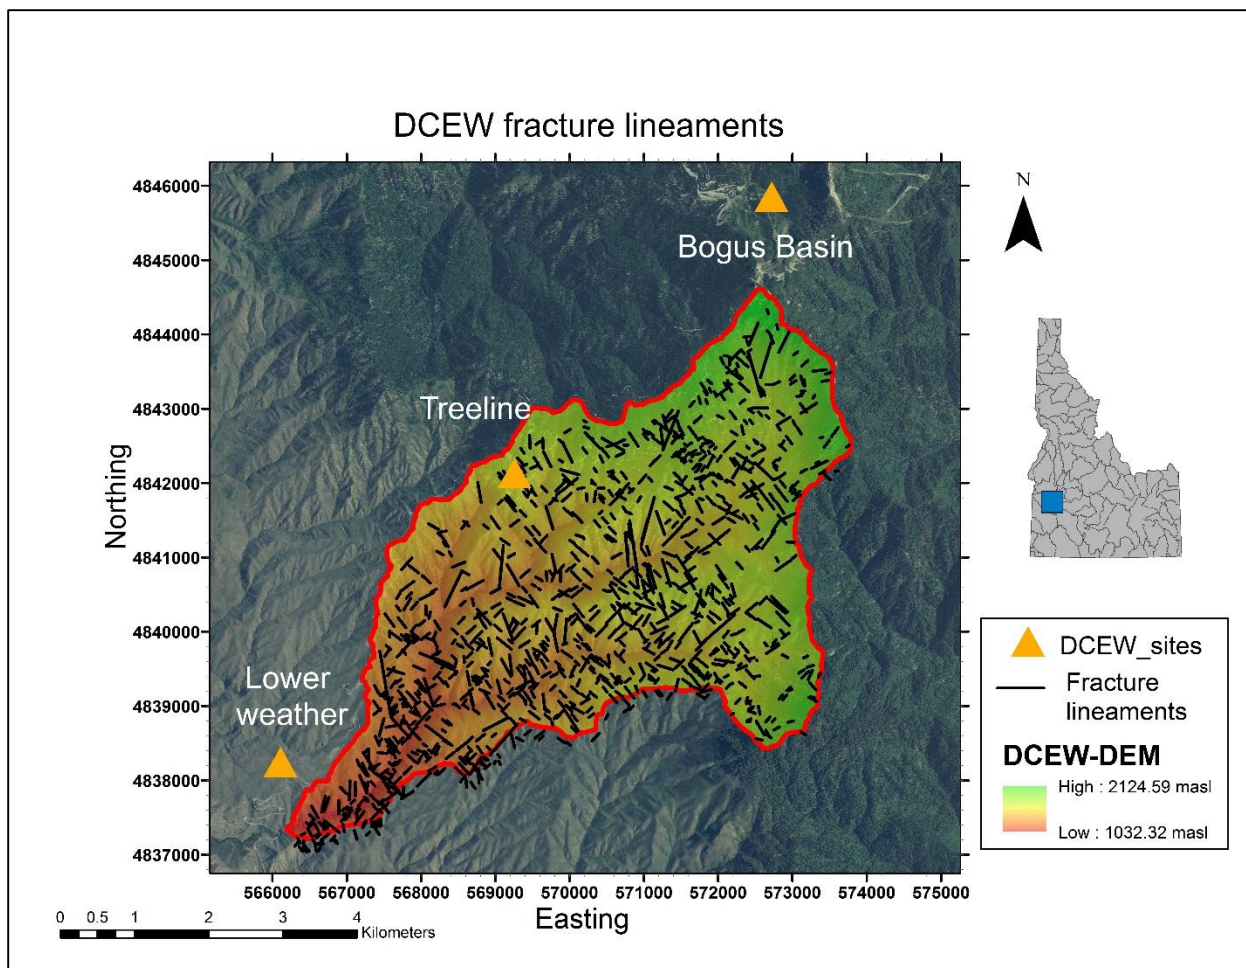 DCEW fracture lineaments
N
4846000
4845000
4844000
4843000
4842000
4841000
4840000
4839000
4838000
4837000
Northing
Bogus Basin
Treeline
Lower
weather
566000 567000 568000 569000 570000 571000 572000 573000 574000 575000
Easting
0 0.5 1 2 3 4
Kilometers
DCEW_sites
Fracture
lineaments
DCEW-DEM
High : 2124.59 masl
Low : 1032.32 masl